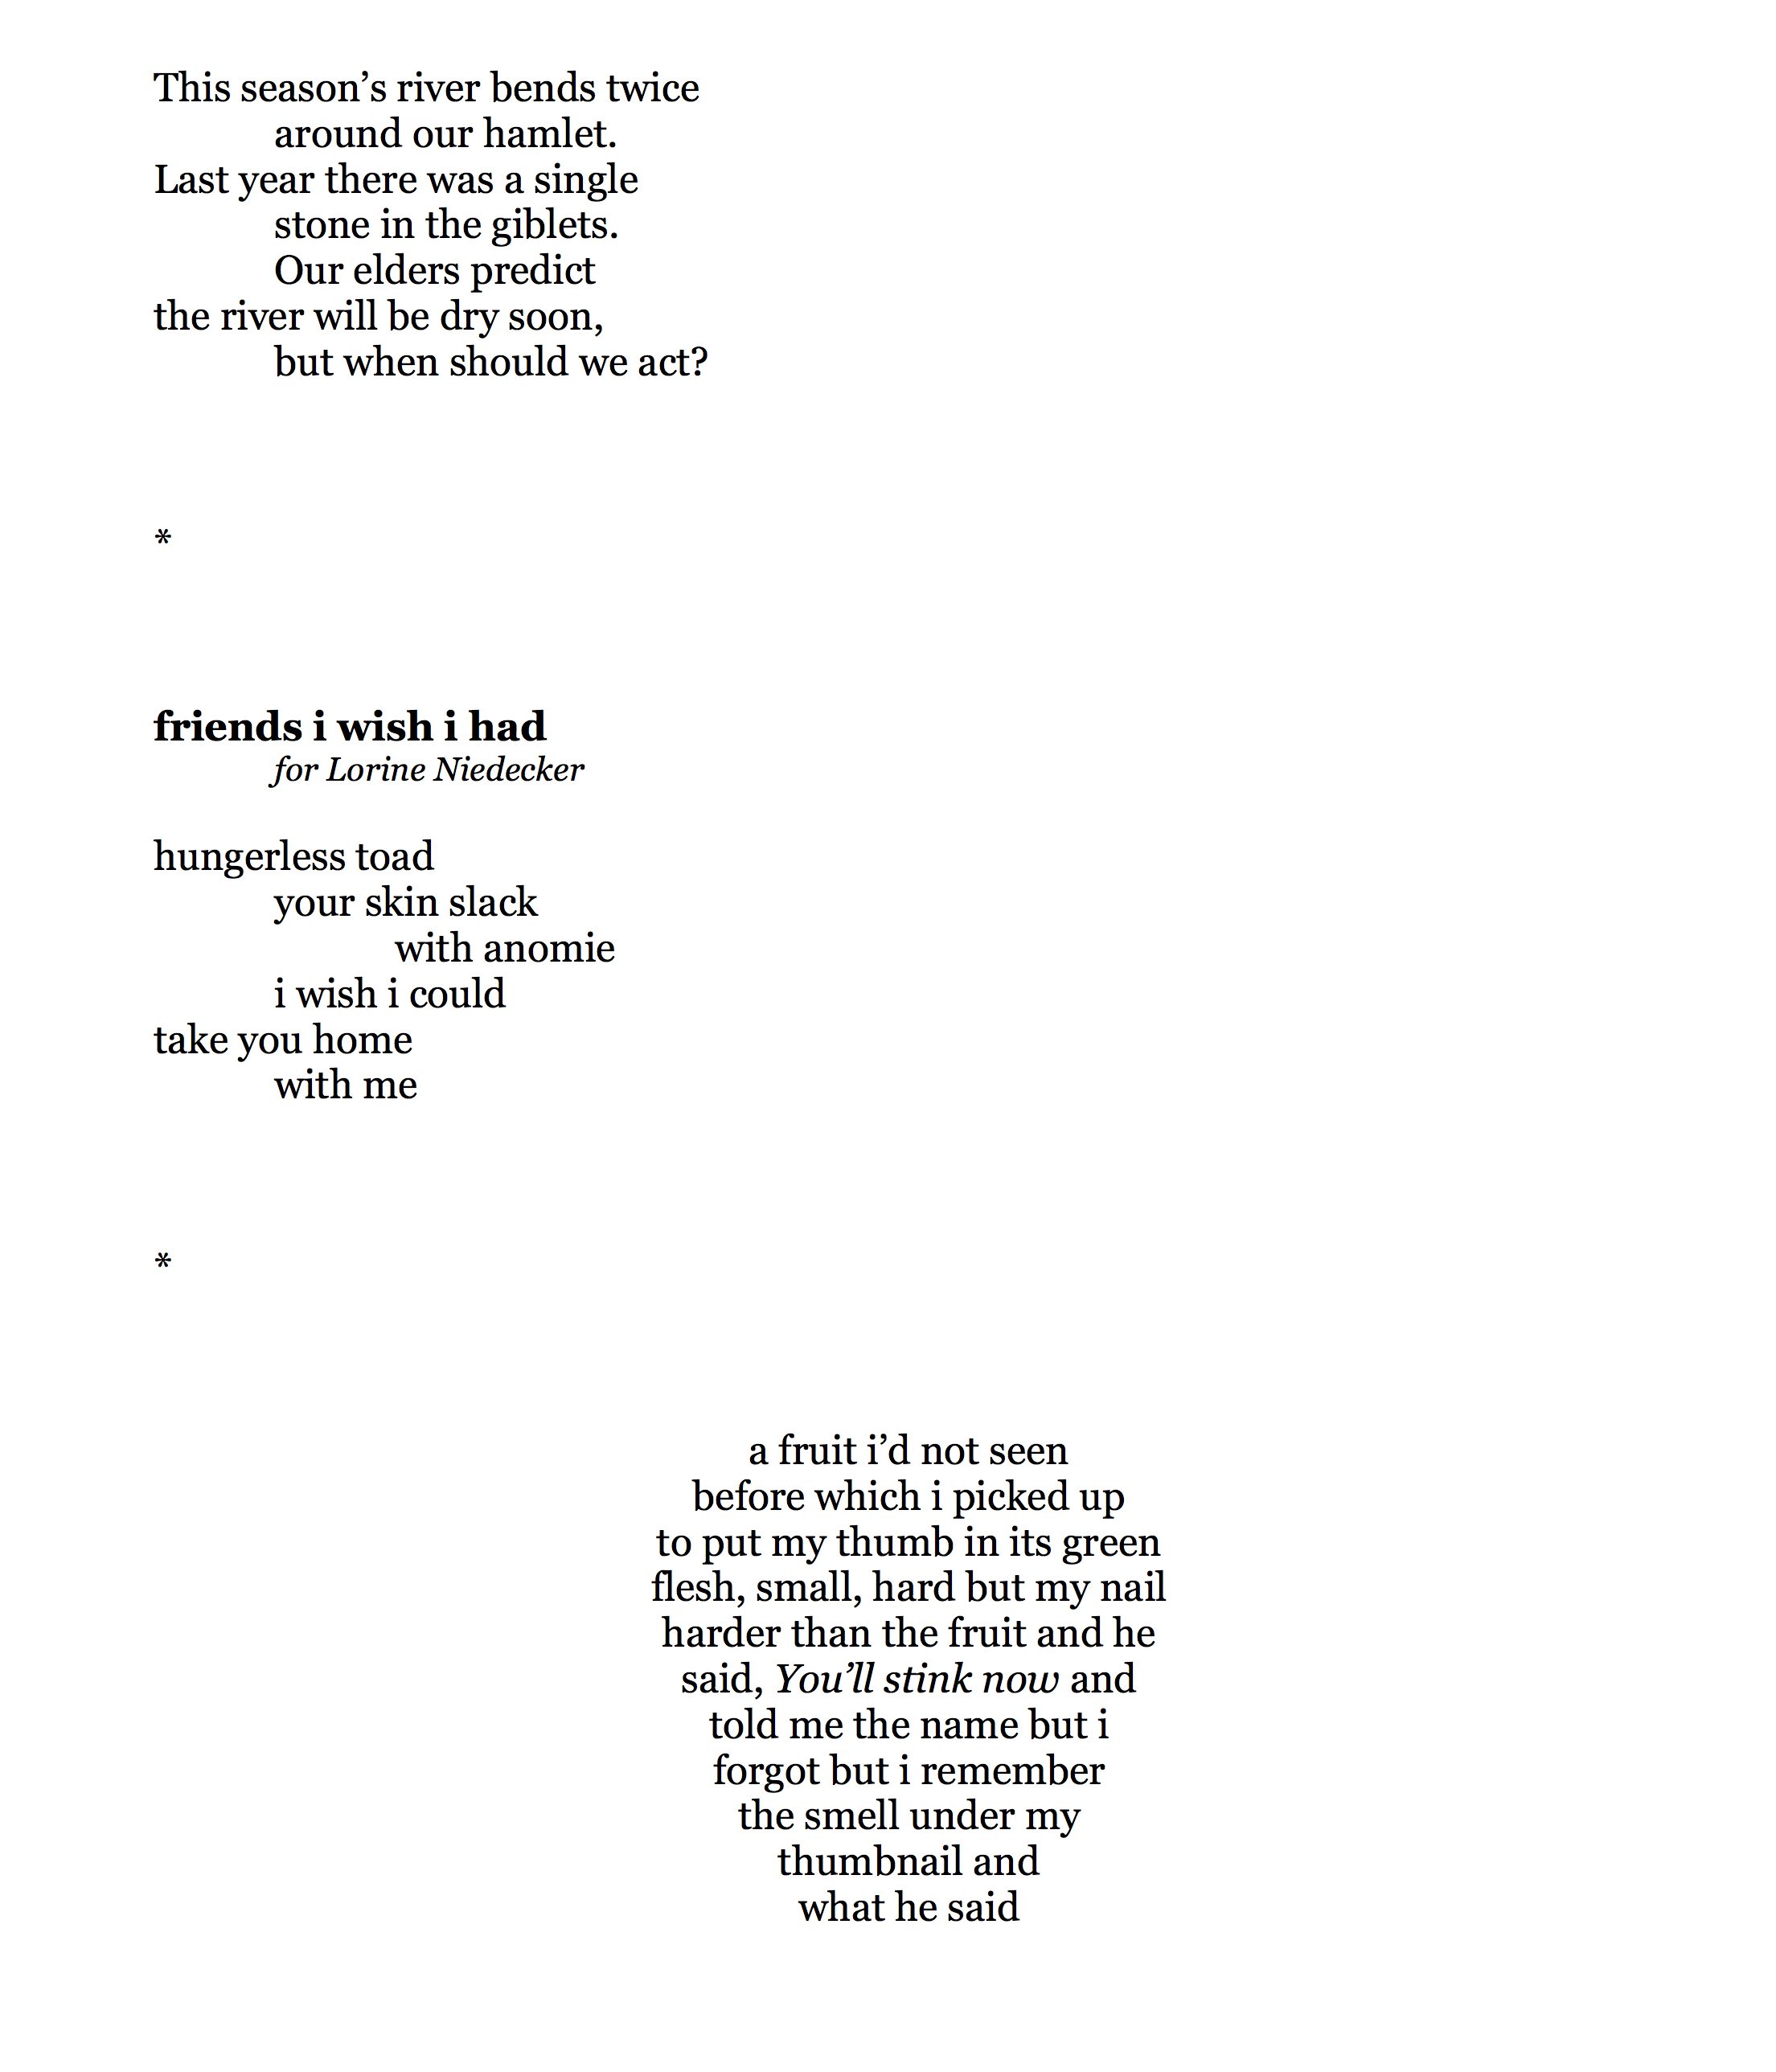 This season’s river bends twice
around our hamlet.
Last year there was a single
stone in the giblets.
Our elders predict
the river will be dry soon,
but when should we act?
*
friends i wish i had
for Lorine Niedecker
hungerless toad
your skin slack
with anomie
i wish i could
take you home
with me
*
a fruit i’d not seen
before which i picked up
to put my thumb in its green
flesh, small, hard but my nail
harder than the fruit and he
said, You’ll stink now and
told me the name but i
forgot but i remember
the smell under my
thumbnail and
what he said